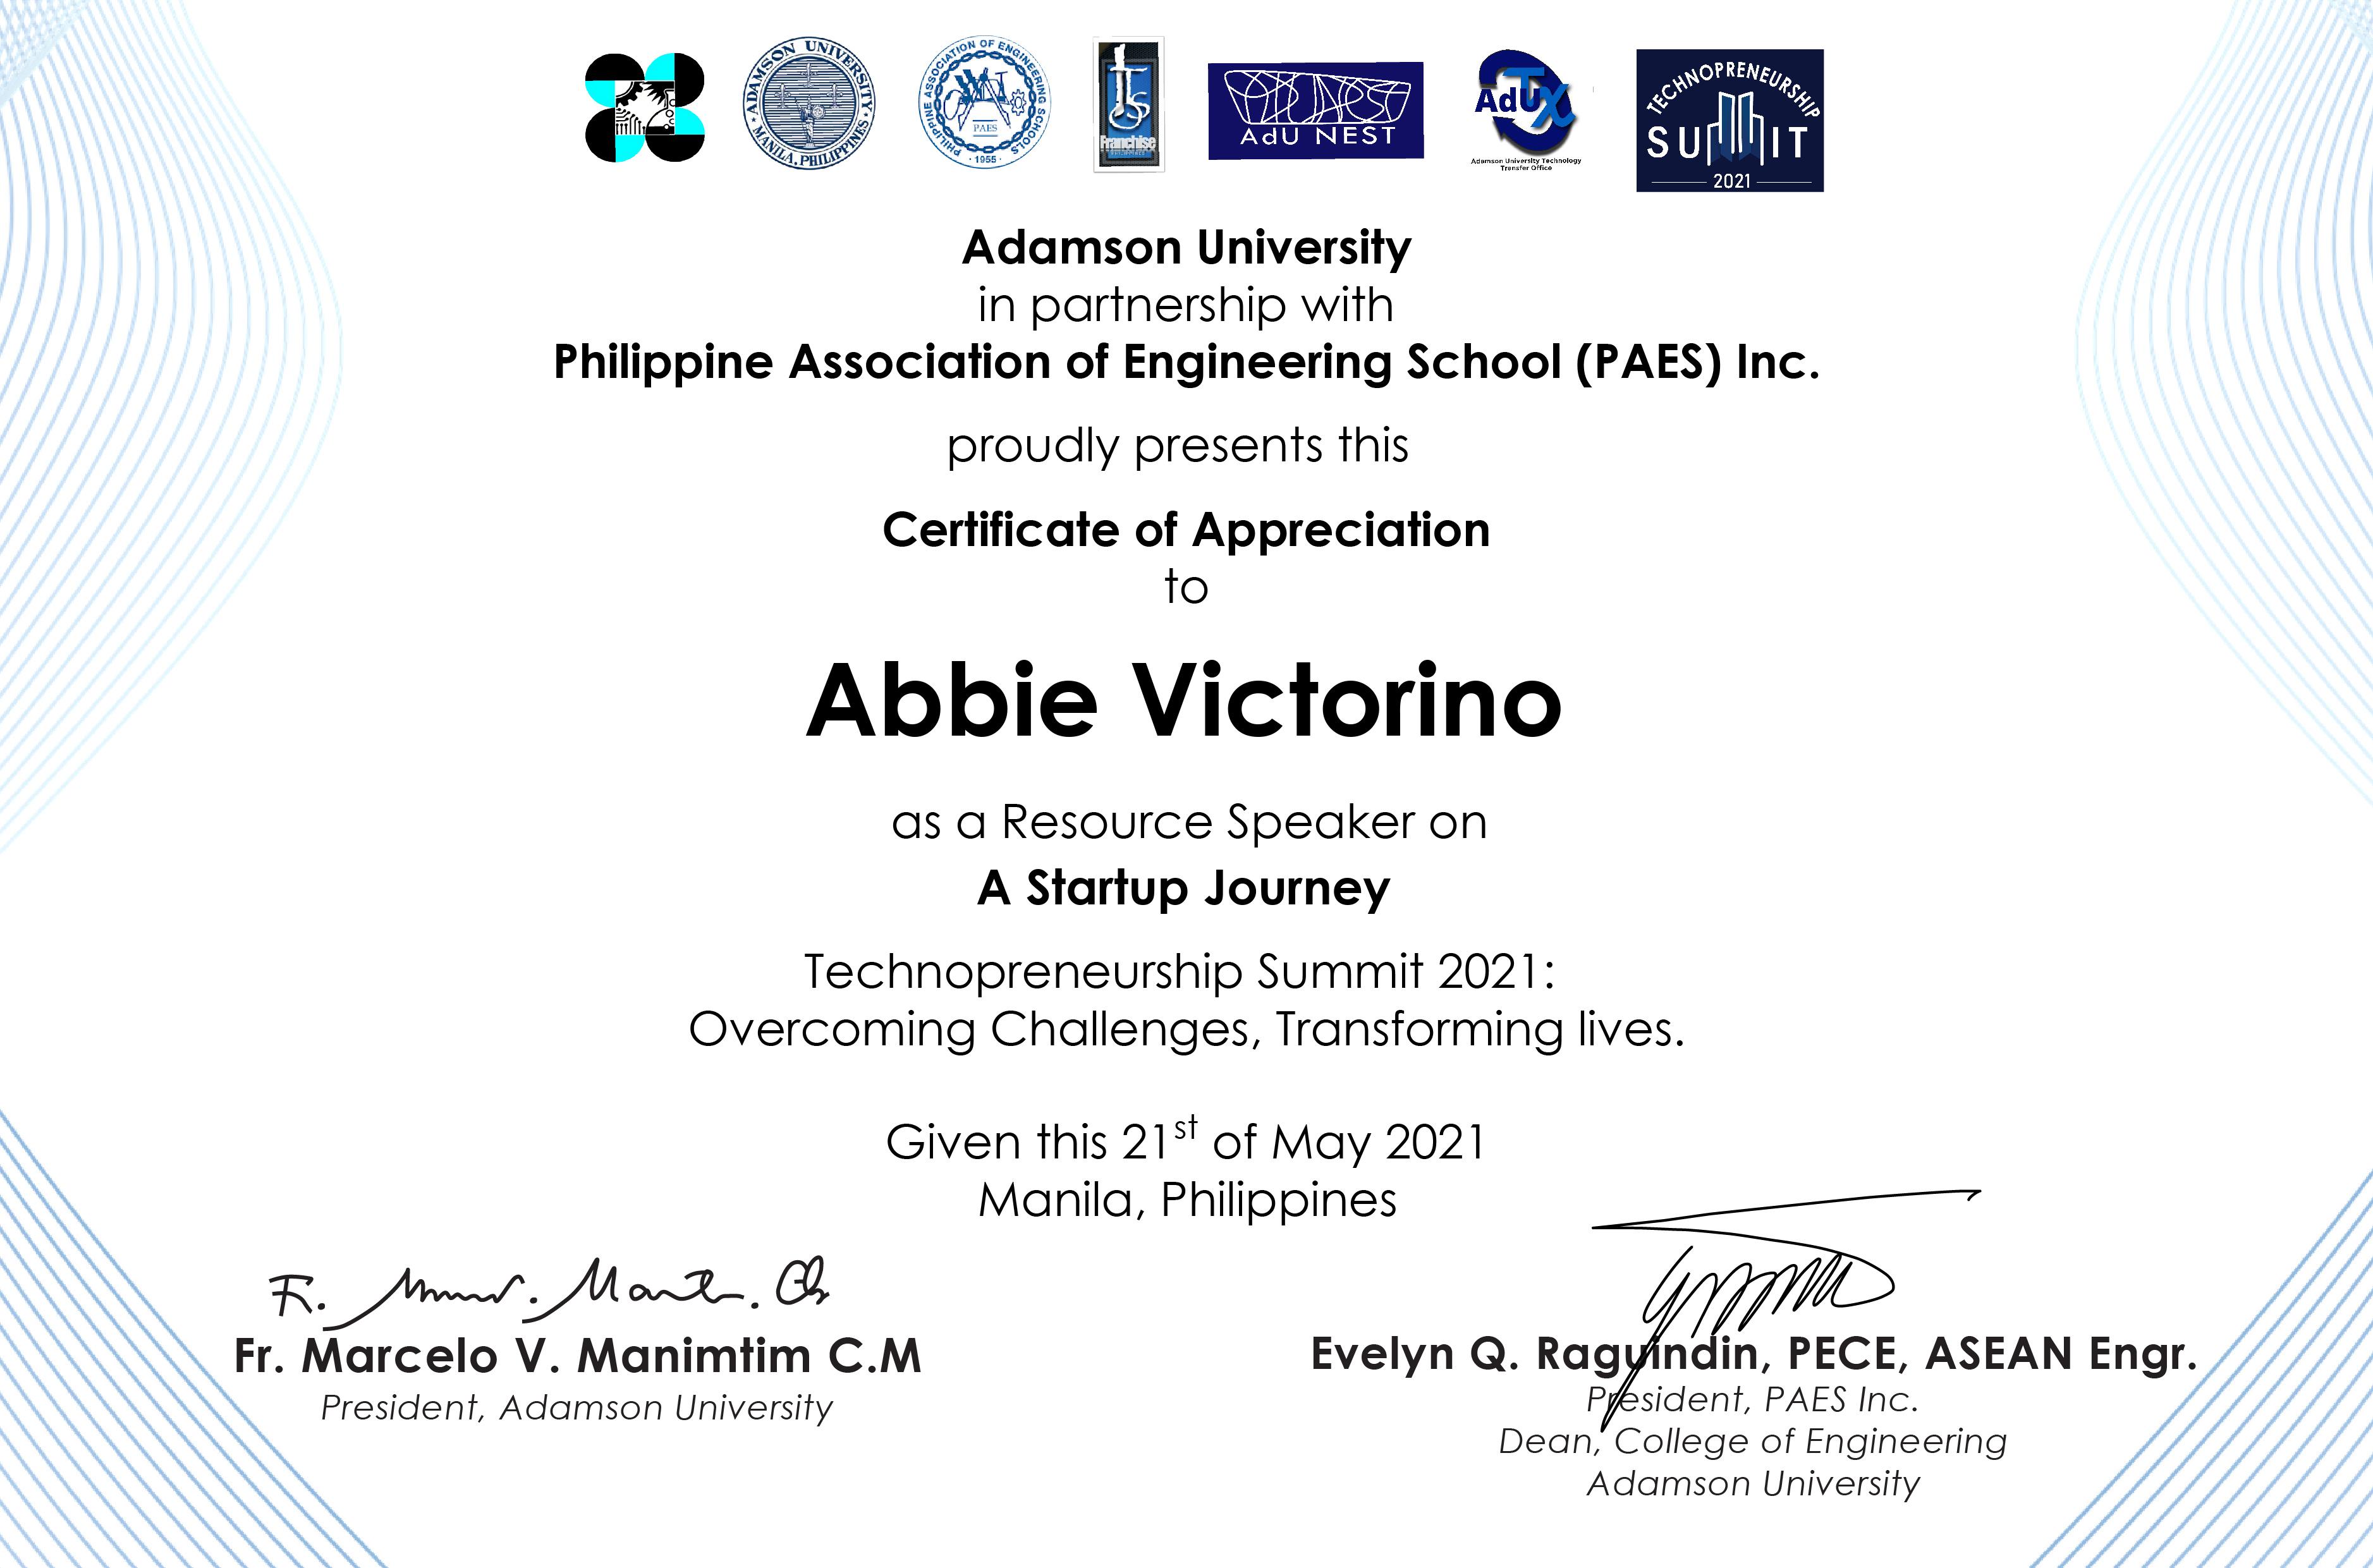 ADAMSON UNIVERSITY
MANILA, PHILIPPINES
PHILIPPINE ASSOCIATION OF ENGINEERING SCHOOLS
PAES
1955
Franchise
AdU NEST
AdUTX
Adamson University Technology
Transfer Office
TECHNOPRENEURSHIP
SUMMIT
2021
Adamson University
in partnership with
Philippine Association of Engineering School (PAES) Inc.
proudly presents this
Certificate of Appreciation
to
Abbie Victorino
as a Resource Speaker on
A Startup Journey
Technopreneurship Summit 2021:
Overcoming Challenges, Transforming lives.
Given this 21st of May 2021
Manila, Philippines
Fr. Marcelo V. Manimtim C.M
President, Adamson University
Evelyn Q. Raguindin, PECE, ASEAN Engr.
President, PAES Inc.
Dean, College of Engineering
Adamson University